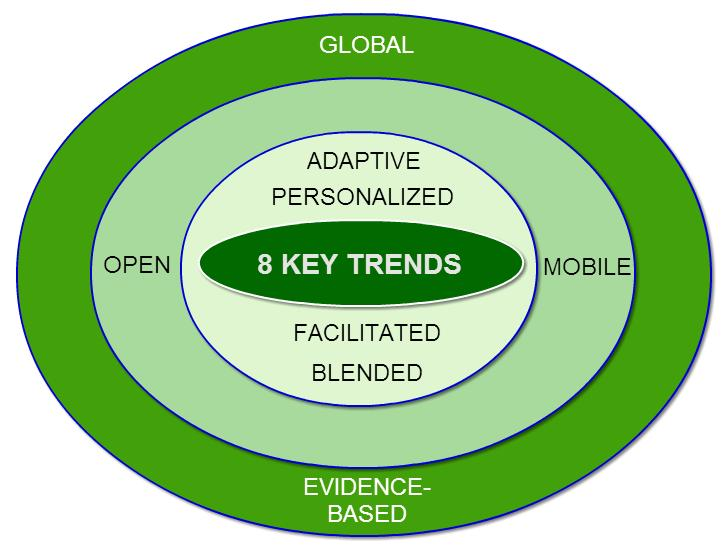 GLOBAL
ADAPTIVE
PERSONALIZED
OPEN
8 KEY TRENDS
MOBILE
FACILITATED
BLENDED
EVIDENCE-
BASED